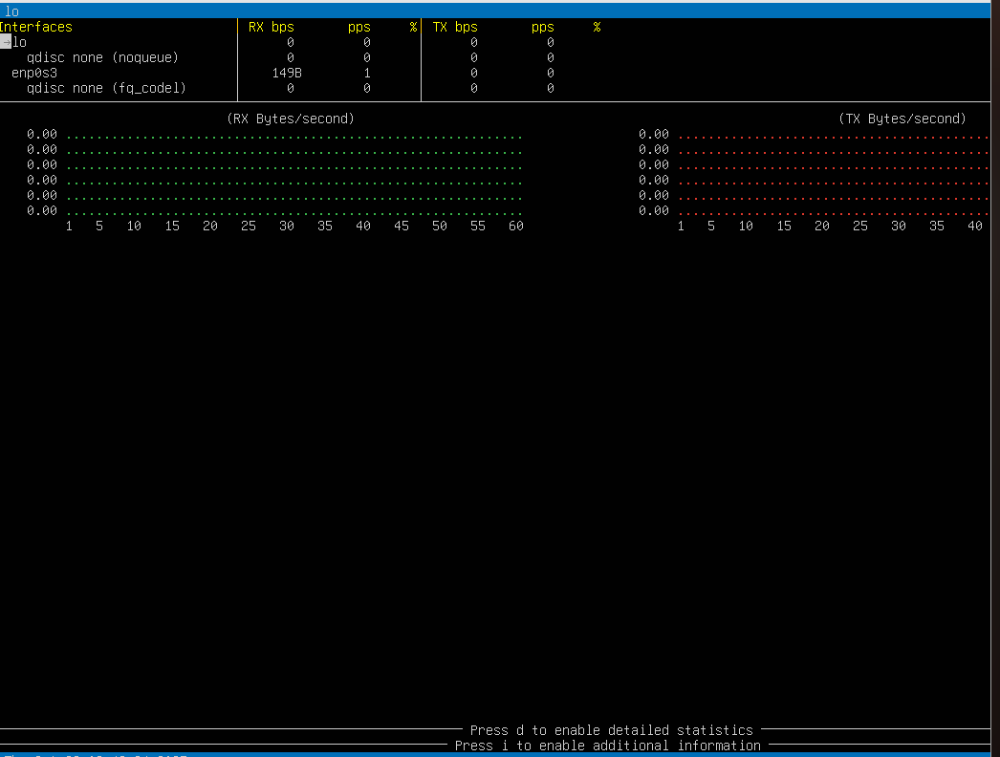 lo
Interfaces RX bps pps % TX bps pps %
→lo 0 0 0 0
qdisc none (noqueue) 0 0 0 0
enp0s3 149B 1 0 0
qdisc none (fq_codel) 0 0 0 0
(RX Bytes/second) (TX Bytes/second)
0.00 ............................................................ 0.00 .........................................
0.00 ............................................................ 0.00 .........................................
0.00 ............................................................ 0.00 .........................................
0.00 ............................................................ 0.00 .........................................
0.00 ............................................................ 0.00 .........................................
0.00 ............................................................ 0.00 .........................................
1 5 10 15 20 25 30 35 40 45 50 55 60 1 5 10 15 20 25 30 35 40
Press d to enable detailed statistics
Press i to enable additional information